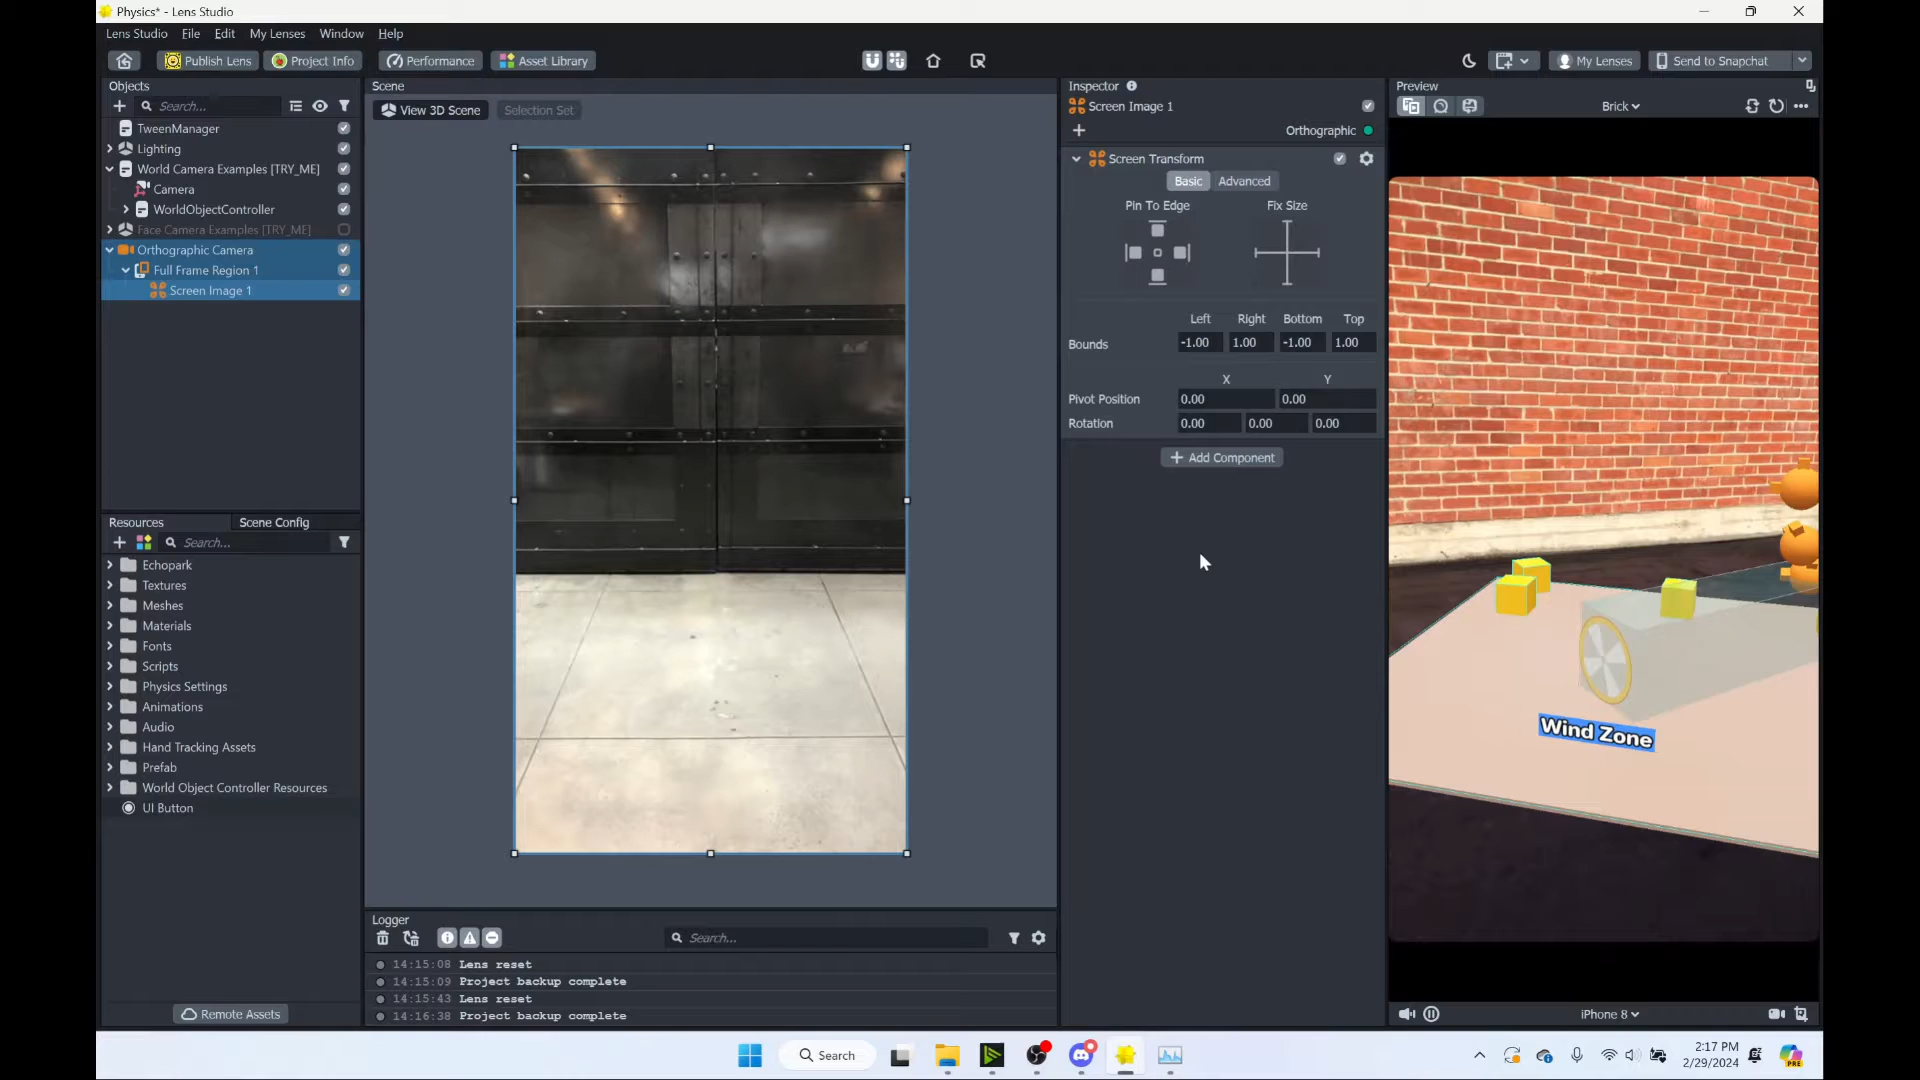 Physics* - Lens Studio
Lens Studio File Edit My Lenses Window Help
Publish Lens Project Info Performance Asset Library My Lenses Send to Snapchat
Objects
Search...
TweenManager
Lighting
World Camera Examples [TRY_ME]
Camera
WorldObjectController
Face Camera Examples [TRY_ME]
Orthographic Camera
Full Frame Region 1
Screen Image 1
Resources Scene Config
Search...
Echopark
Textures
Meshes
Materials
Fonts
Scripts
Physics Settings
Animations
Audio
Hand Tracking Assets
Prefab
World Object Controller Resources
UI Button
Remote Assets
Scene
View 3D Scene Selection Set
Logger
Search...
14:15:08 Lens reset
14:15:09 Project backup complete
14:15:43 Lens reset
14:16:38 Project backup complete
Inspector
Screen Image 1
Orthographic
Screen Transform
Basic Advanced
Pin To Edge Fix Size
Left Right Bottom Top
Bounds -1.00 1.00 -1.00 1.00
X Y
Pivot Position 0.00 0.00
Rotation 0.00 0.00 0.00
+ Add Component
Preview
Brick
Wind Zone
iPhone 8
Search
PRE
2:17 PM
2/29/2024